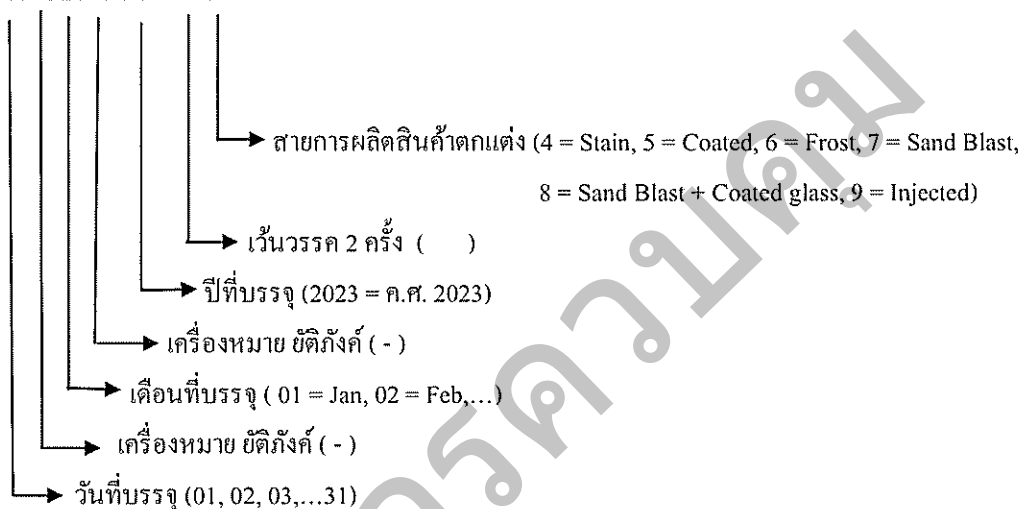 สายการผลิตสินค้าตกแต่ง (4 = Stain, 5 = Coated, 6 = Frost, 7 = Sand Blast,
8 = Sand Blast + Coated glass, 9 = Injected)
เว้นวรรค 2 ครั้ง ( )
ปีที่บรรจุ (2023 = ค.ศ. 2023)
เครื่องหมาย ยัติภังค์ ( - )
เดือนที่บรรจุ ( 01 = Jan, 02 = Feb,...)
เครื่องหมาย ยัติภังค์ ( - )
วันที่บรรจุ (01, 02, 03,...31)